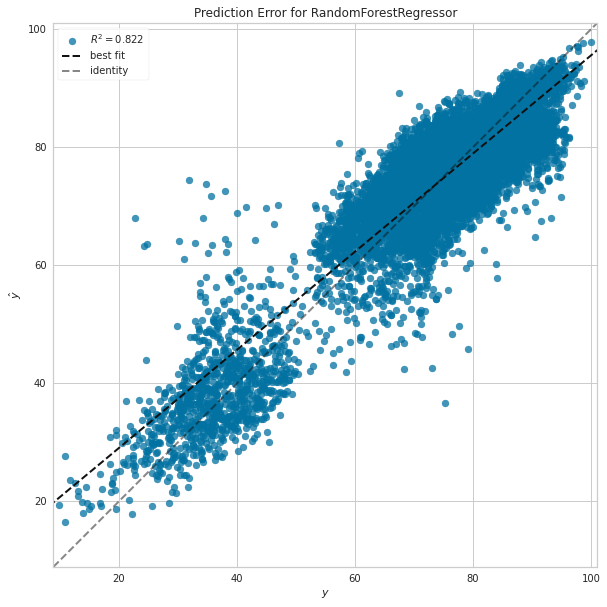 Prediction Error for RandomForestRegressor
R² = 0.822
best fit
identity
100
80
60
40
20
ŷ
20
40
60
80
100
y